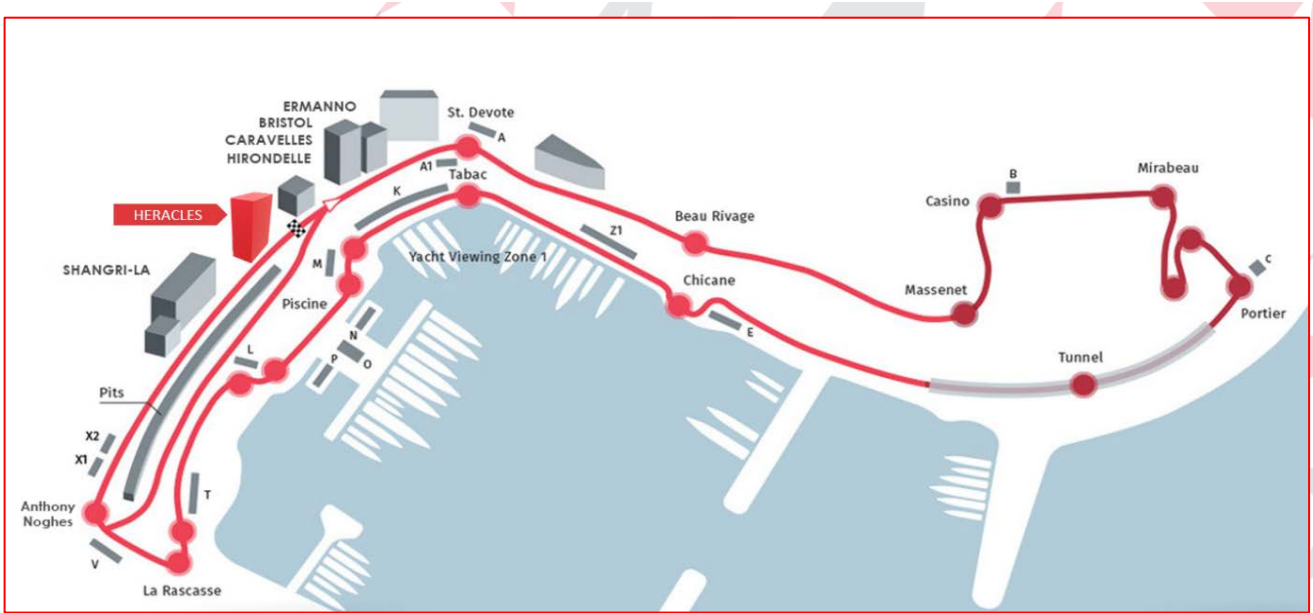 ERMANNO
BRISTOL
CARAVELLES
HIRONDELLE
St. Devote
A
A1
Tabac
K
HERACLES
SHANGRI-LA
M
Yacht Viewing Zone 1
Z1
Beau Rivage
Casino
B
Mirabeau
Piscine
Chicane
Massenet
C
Portier
N
O
P
E
L
Tunnel
Pits
X2
X1
T
Anthony
Noghes
V
La Rascasse